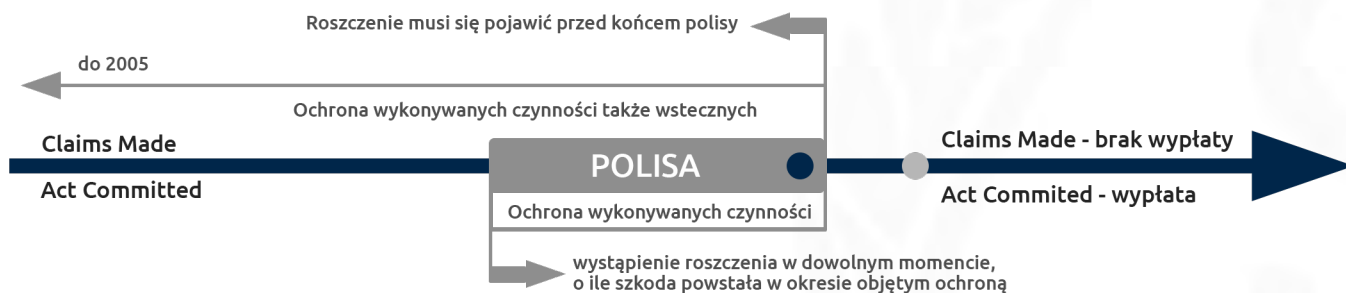 Roszczenie musi się pojawić przed końcem polisy
do 2005
Ochrona wykonywanych czynności także wstecznych
Claims Made
Act Committed
POLISA
Ochrona wykonywanych czynności
Claims Made - brak wypłaty
Act Commited - wypłata
wystąpienie roszczenia w dowolnym momencie,
o ile szkoda powstała w okresie objętym ochroną